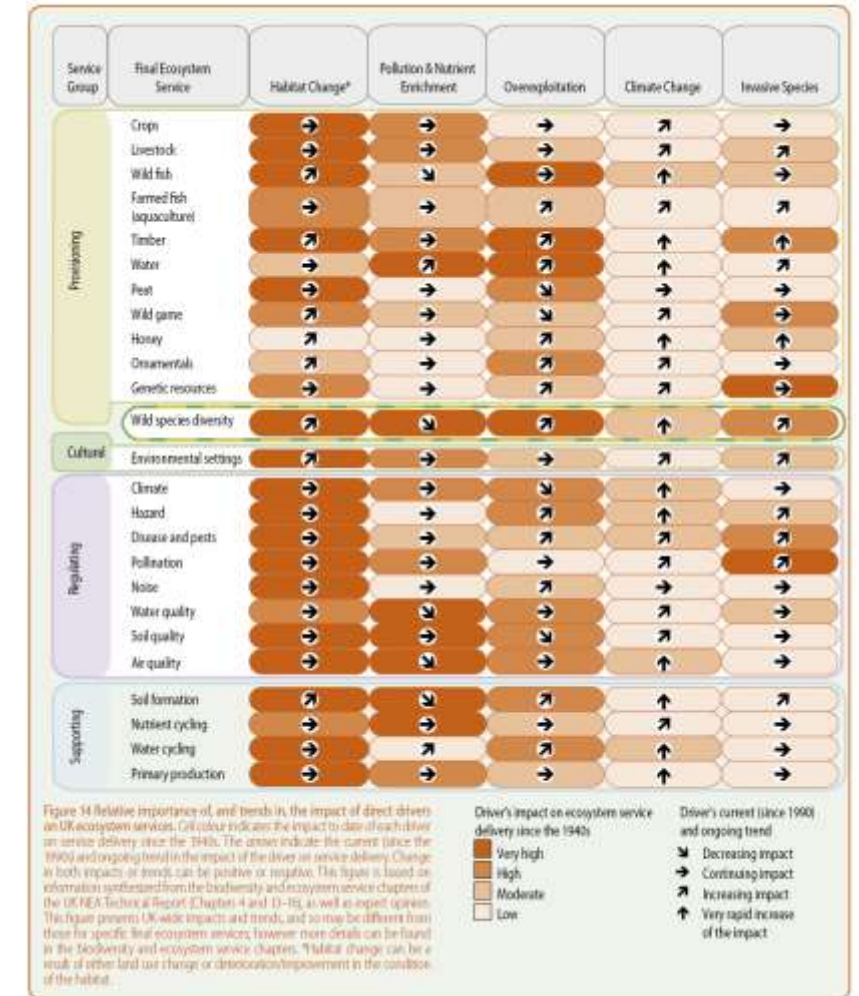 Service Group
Final Ecosystem Service
Habitat Change*
Pollution & Nutrient Enrichment
Overexploitation
Climate Change
Invasive Species
Provisioning
Crops
Livestock
Wild fish
Farmed fish
(aquaculture)
Timber
Water
Peat
Wild game
Honey
Ornamentals
Genetic resources
Wild species diversity
Cultural
Environmental settings
Regulating
Climate
Hazard
Disease and pests
Pollination
Noise
Water quality
Soil quality
Air quality
Supporting
Soil formation
Nutrient cycling
Water cycling
Primary production
Figure 14 Relative importance of, and trends in, the impact of direct drivers
on UK ecosystem services. Cell colour indicates the impact to date of each driver
on service delivery since the 1940s. The arrows indicate the current (since the
1990s) and ongoing trend in the impact of the driver on service delivery. Change
in both impacts or trends can be positive or negative. This figure is based on
information synthesized from the biodiversity and ecosystem service chapters of
the UK NEA Technical Report (Chapters 4 and 13–16), as well as expert opinion.
This figure presents UK-wide impacts and trends, and so may be different from
those for specific final ecosystem services, however more details can be found
in the biodiversity and ecosystem service chapters. *Habitat change can be a
result of either land use change or deterioration/improvement in the condition
of the habitat.
Driver's impact on ecosystem service
delivery since the 1940s
Very high
High
Moderate
Low
Driver's current (since 1990)
and ongoing trend
Decreasing impact
Continuing impact
Increasing impact
Very rapid increase
of the impact